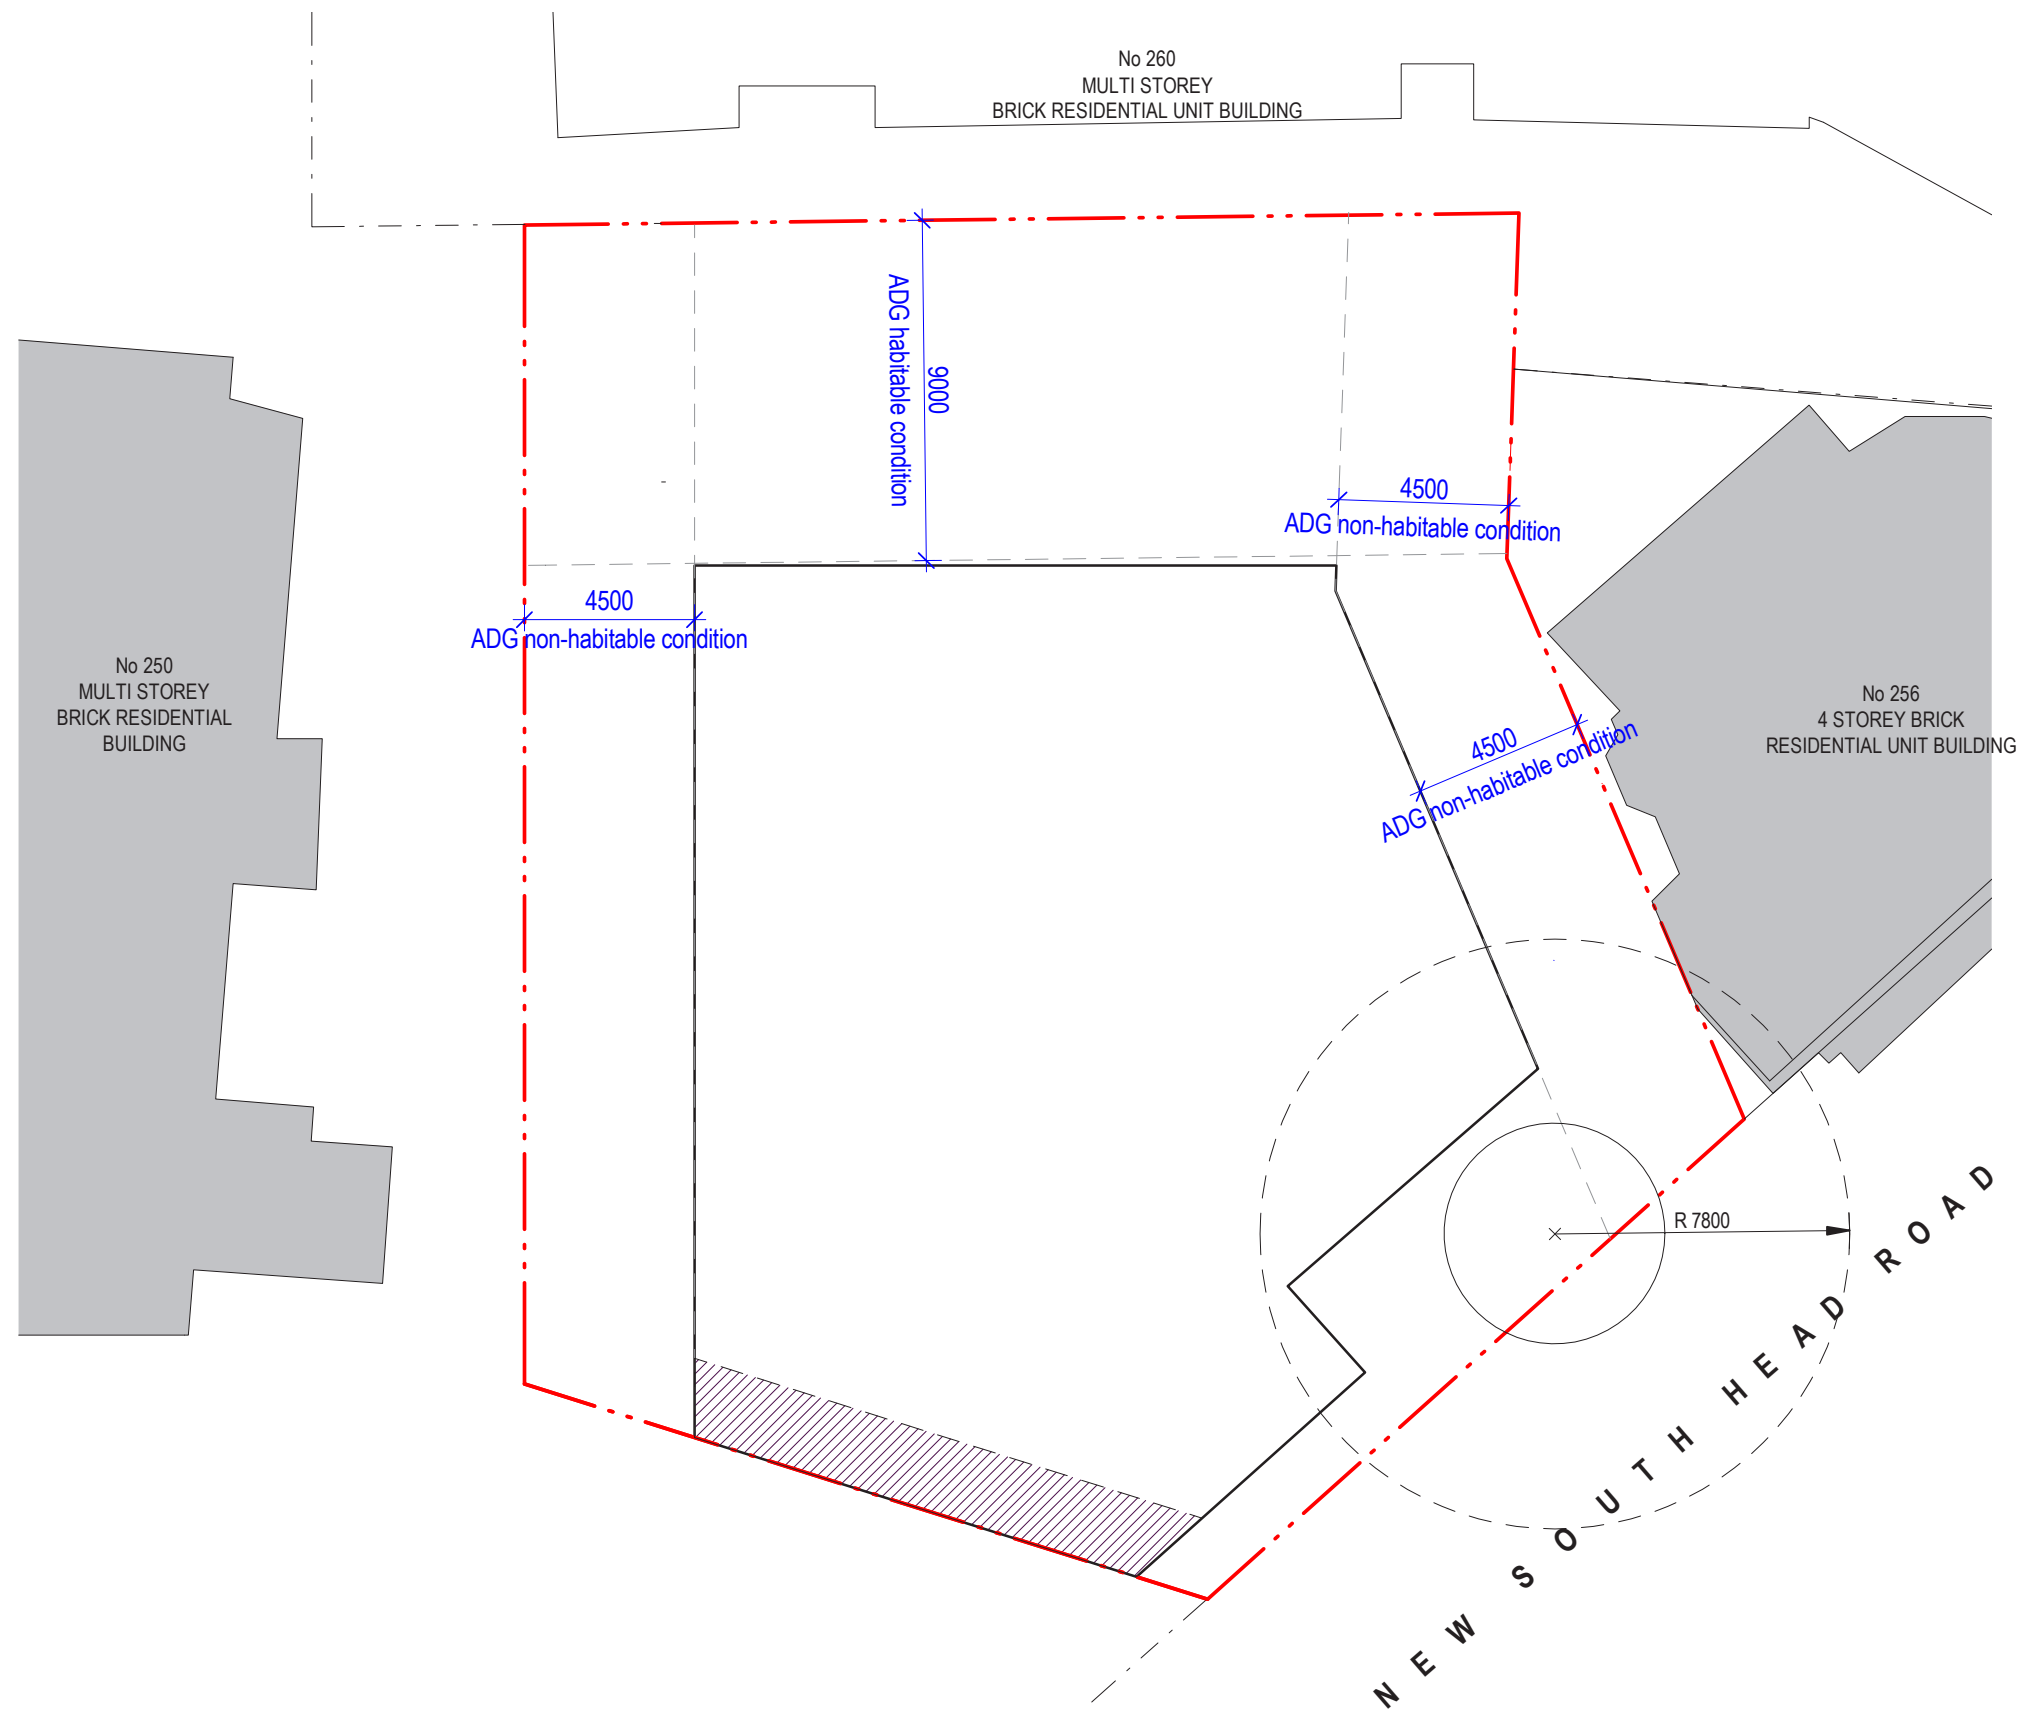 No 260
MULTI STOREY
BRICK RESIDENTIAL UNIT BUILDING
ADG habitable condition
9000
4500
ADG non-habitable condition
4500
ADG non-habitable condition
No 250
MULTI STOREY
BRICK RESIDENTIAL
BUILDING
No 256
4 STOREY BRICK
RESIDENTIAL UNIT BUILDING
4500
ADG non-habitable condition
R 7800
NEW SOUTH HEAD ROAD